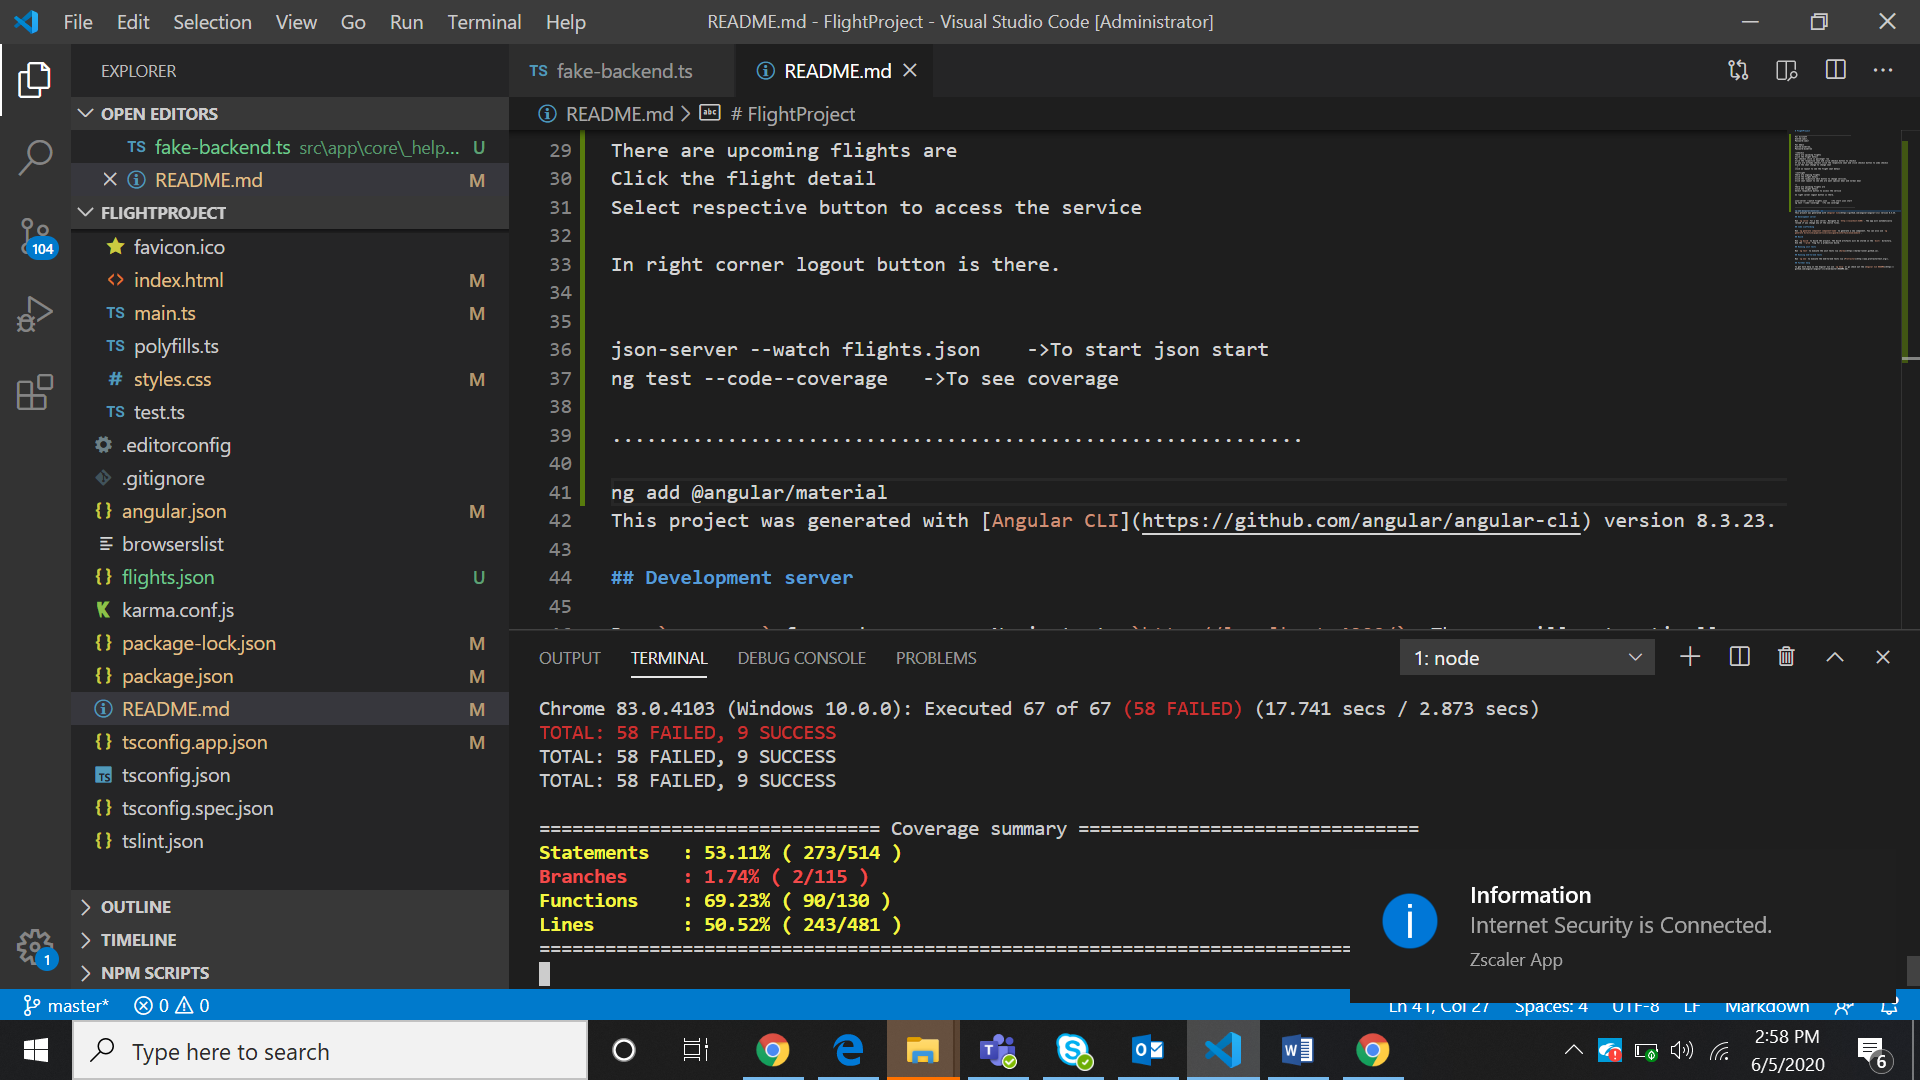 File Edit Selection View Go Run Terminal Help README.md - FlightProject - Visual Studio Code [Administrator]
EXPLORER
TS fake-backend.ts README.md
OPEN EDITORS
README.md > # FlightProject
TS fake-backend.ts src\app\core\_help... U
README.md M
FLIGHTPROJECT
favicon.ico
index.html M
TS main.ts M
TS polyfills.ts
# styles.css M
TS test.ts
.editorconfig
.gitignore
{} angular.json M
browserslist
{} flights.json U
karma.conf.js
{} package-lock.json M
{} package.json M
README.md M
{} tsconfig.app.json M
TS tsconfig.json
{} tsconfig.spec.json
{} tslint.json
OUTLINE
TIMELINE
NPM SCRIPTS
104
1
29 There are upcoming flights are
30 Click the flight detail
31 Select respective button to access the service
32
33 In right corner logout button is there.
34
35
36 json-server --watch flights.json    ->To start json start
37 ng test --code--coverage   ->To see coverage
38
39 ............................................................
40
41 ng add @angular/material
42 This project was generated with [Angular CLI](https://github.com/angular/angular-cli) version 8.3.23.
43
44 ## Development server
45
OUTPUT TERMINAL DEBUG CONSOLE PROBLEMS 1: node
Chrome 83.0.4103 (Windows 10.0.0): Executed 67 of 67 (58 FAILED) (17.741 secs / 2.873 secs)
TOTAL: 58 FAILED, 9 SUCCESS
TOTAL: 58 FAILED, 9 SUCCESS
TOTAL: 58 FAILED, 9 SUCCESS
=============================== Coverage summary ===============================
Statements   : 53.11% ( 273/514 )
Branches     : 1.74% ( 2/115 )
Functions    : 69.23% ( 90/130 )
Lines        : 50.52% ( 243/481 )
==========================================================================
Information
Internet Security is Connected.
Zscaler App
master* 0 0 Ln 41, Col 27 Spaces: 4 UTF-8 LF Markdown
Type here to search
2:58 PM
6/5/2020
6